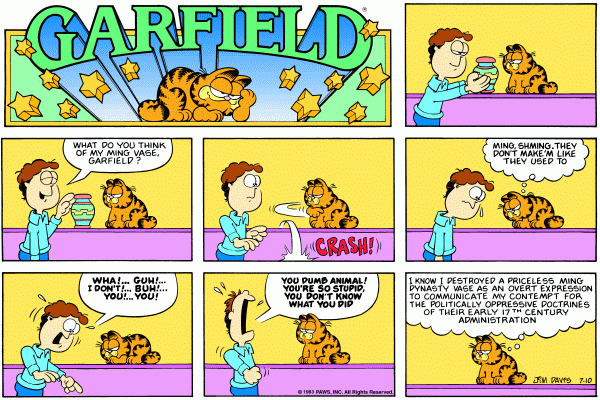 GARFIELD®
WHAT DO YOU THINK
OF MY MING VASE,
GARFIELD?
CRASH!
MING, SHMING. THEY
DON'T MAKE'M LIKE
THEY USED TO
WHA!... GUH!...
I DON'T!.. BUH!...
YOU!...YOU!
YOU DUMB ANIMAL!
YOU'RE SO STUPID,
YOU DON'T KNOW
WHAT YOU DID
© 1983 PAWS, INC. All Rights Reserved.
I KNOW I DESTROYED A PRICELESS MING
DYNASTY VASE AS AN OVERT EXPRESSION
TO COMMUNICATE MY CONTEMPT FOR
THE POLITICALLY OPPRESSIVE DOCTRINES
OF THEIR EARLY 17TH CENTURY
ADMINISTRATION
JIM DAVIS 7-10